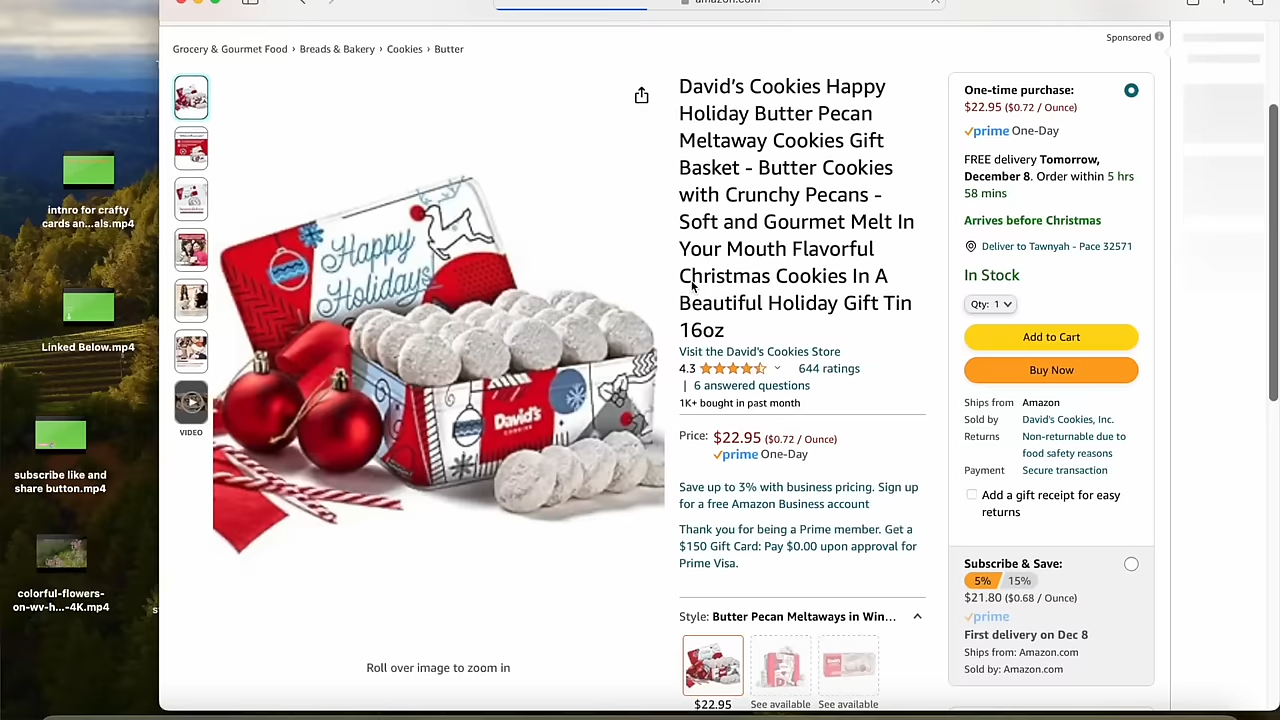 amazon.com
Sponsored
Grocery & Gourmet Food › Breads & Bakery › Cookies › Butter
Happy
Holidays
David's
COOKIES
VIDEO
Roll over image to zoom in
David's Cookies Happy
Holiday Butter Pecan
Meltaway Cookies Gift
Basket - Butter Cookies
with Crunchy Pecans -
Soft and Gourmet Melt In
Your Mouth Flavorful
Christmas Cookies In A
Beautiful Holiday Gift Tin
16oz
Visit the David's Cookies Store
4.3 644 ratings
| 6 answered questions
1K+ bought in past month
Price: $22.95 ($0.72 / Ounce)
prime One-Day
Save up to 3% with business pricing. Sign up
for a free Amazon Business account
Thank you for being a Prime member. Get a
$150 Gift Card: Pay $0.00 upon approval for
Prime Visa.
Style: Butter Pecan Meltaways in Win...
$22.95 See available See available
One-time purchase:
$22.95 ($0.72 / Ounce)
prime One-Day
FREE delivery Tomorrow,
December 8. Order within 5 hrs
58 mins
Arrives before Christmas
Deliver to Tawnyah - Pace 32571
In Stock
Qty: 1
Add to Cart
Buy Now
Ships from Amazon
Sold by David's Cookies, Inc.
Returns Non-returnable due to
food safety reasons
Payment Secure transaction
Add a gift receipt for easy
returns
Subscribe & Save:
5% 15%
$21.80 ($0.68 / Ounce)
prime
First delivery on Dec 8
Ships from: Amazon.com
Sold by: Amazon.com
intnro for crafty
cards an...als.mp4
Linked Below.mp4
subscribe like and
share button.mp4
colorful-flowers-
on-wv-h...-4K.mp4